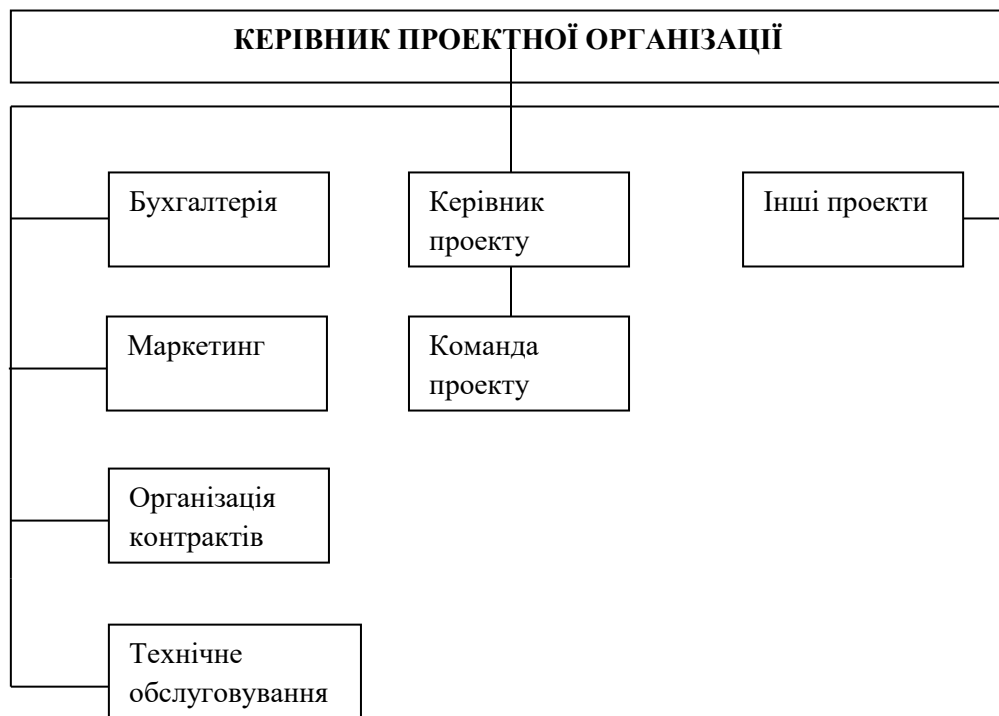 КЕРІВНИК ПРОЕКТНОЇ ОРГАНІЗАЦІЇ
Бухгалтерія
Керівник
проекту
Інші проекти
Маркетинг
Команда
проекту
Організація
контрактів
Технічне
обслуговування